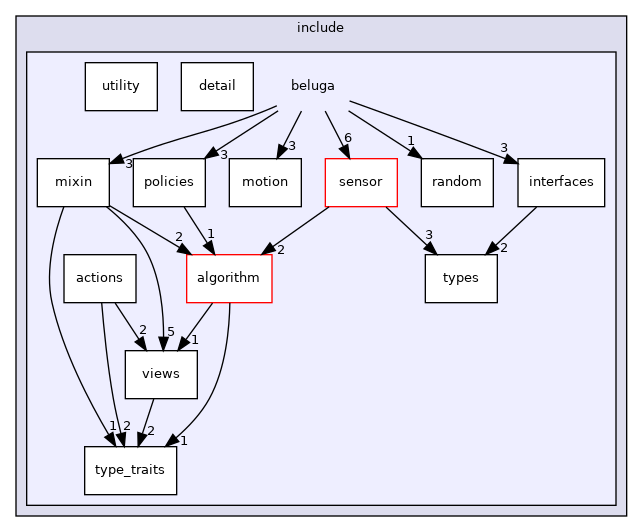 include
utility
detail
beluga
3
3
3
6
1
3
mixin
policies
motion
sensor
random
interfaces
2
1
2
3
2
actions
algorithm
types
2
5
1
views
1
2
2
1
type_traits